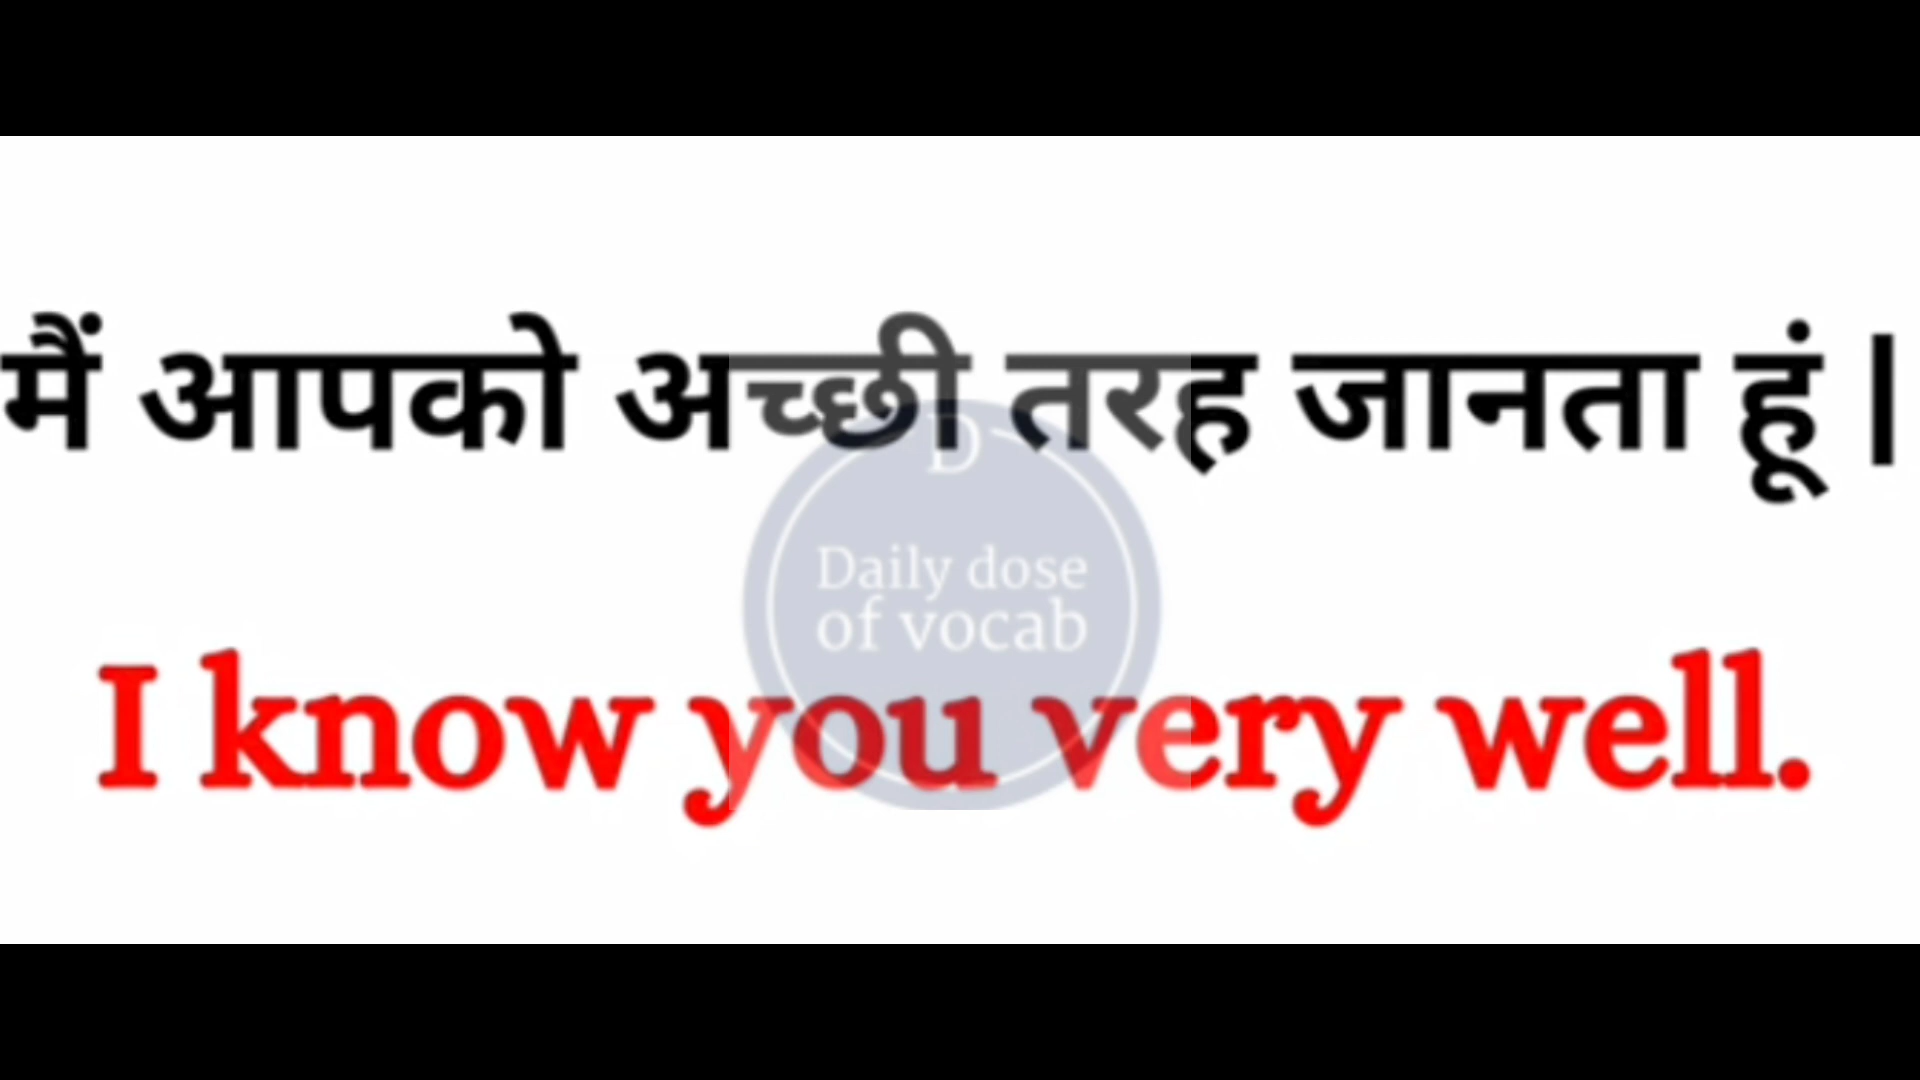 मैं आपको अच्छी तरह जानता हूं |
D
Daily dose
of vocab
I know you very well.